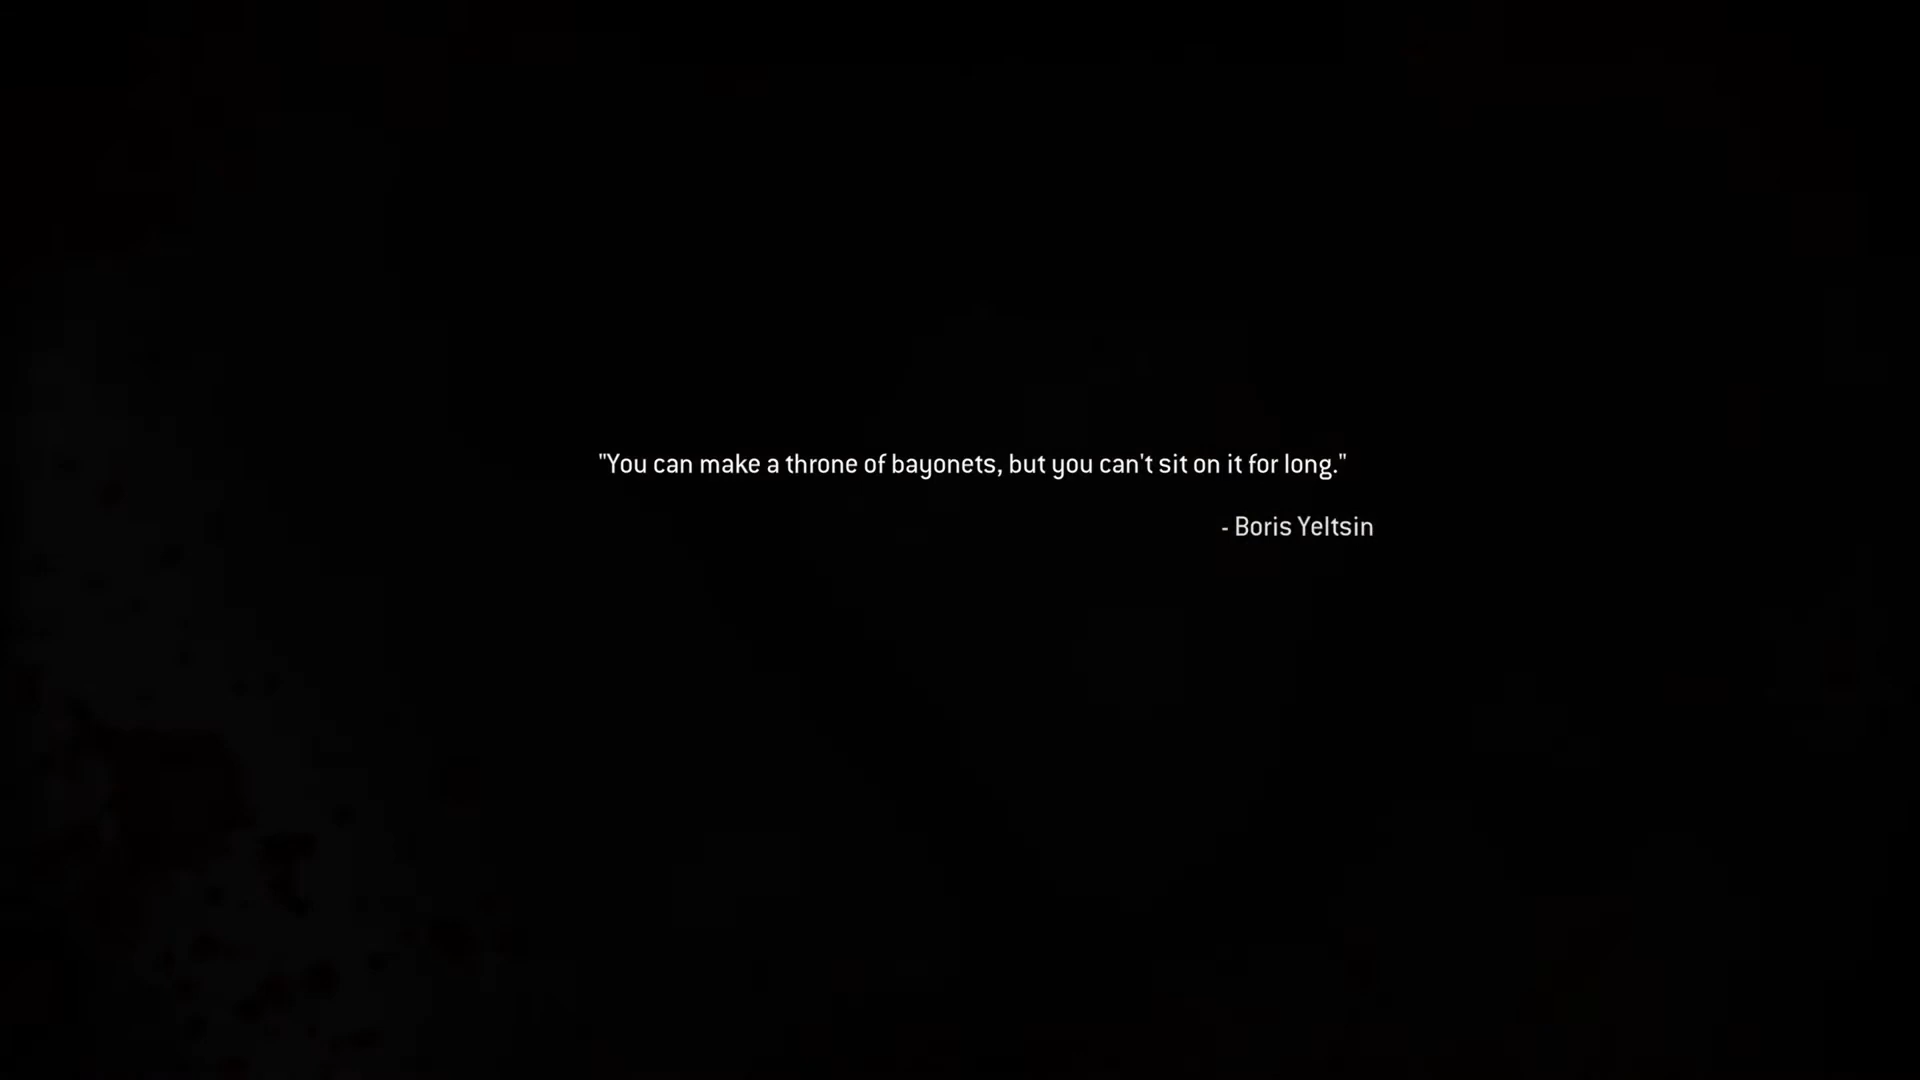 "You can make a throne of bayonets, but you can't sit on it for long."
- Boris Yeltsin